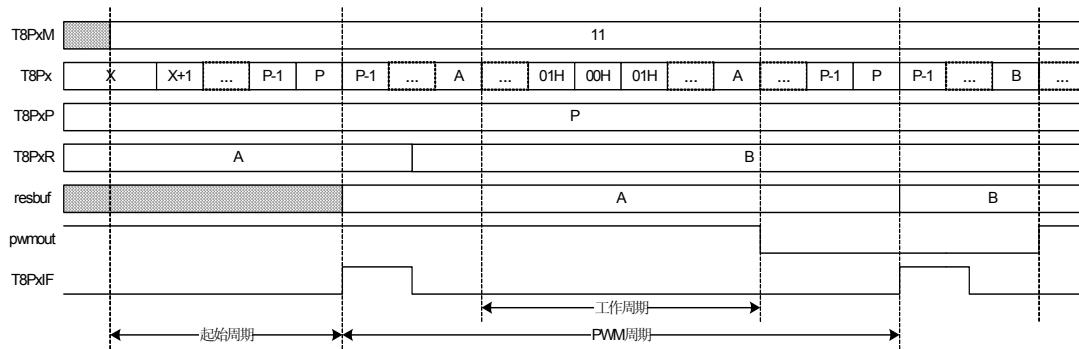 T8PxM 11
T8Px X X+1 ... P-1 P P-1 ... A ... 01H 00H 01H ... A ... P-1 P P-1 ... B ...
T8PxP P
T8PxR A B
resbuf A B
pwmout
T8PxIF
工作周期
起始周期 PWM周期